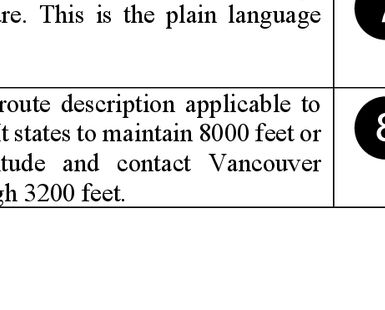 re. This is the plain language
route description applicable to
It states to maintain 8000 feet or
tude and contact Vancouver
gh 3200 feet.
8